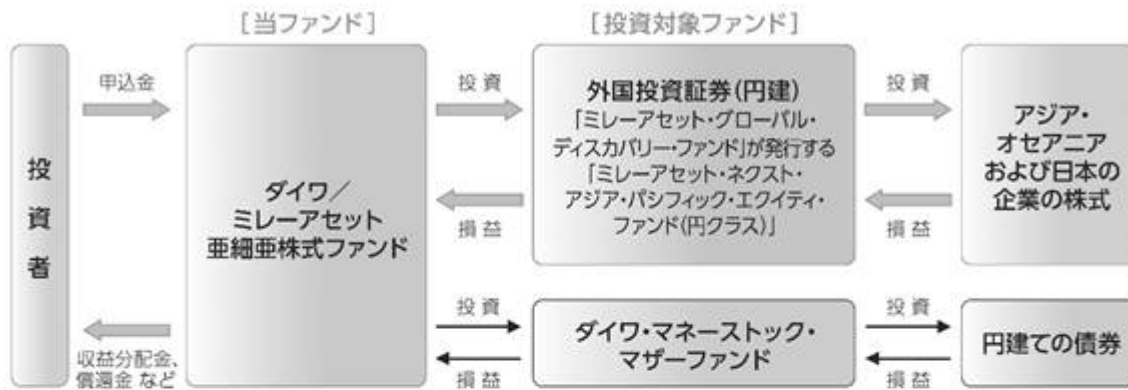 ［当ファンド］
［投資対象ファンド］
投資者
申込金
収益分配金、
償還金 など
ダイワ／
ミレーアセット
亜細亜株式ファンド
投 資
損 益
外国投資証券（円建）
「ミレーアセット・グローバル・
ディスカバリー・ファンド」が発行する
「ミレーアセット・ネクスト・
アジア・パシフィック・エクイティ・
ファンド（円クラス）」
投 資
損 益
アジア・
オセアニア
および日本の
企業の株式
投 資
損 益
ダイワ・マネーストック・
マザーファンド
投 資
損 益
円建ての債券